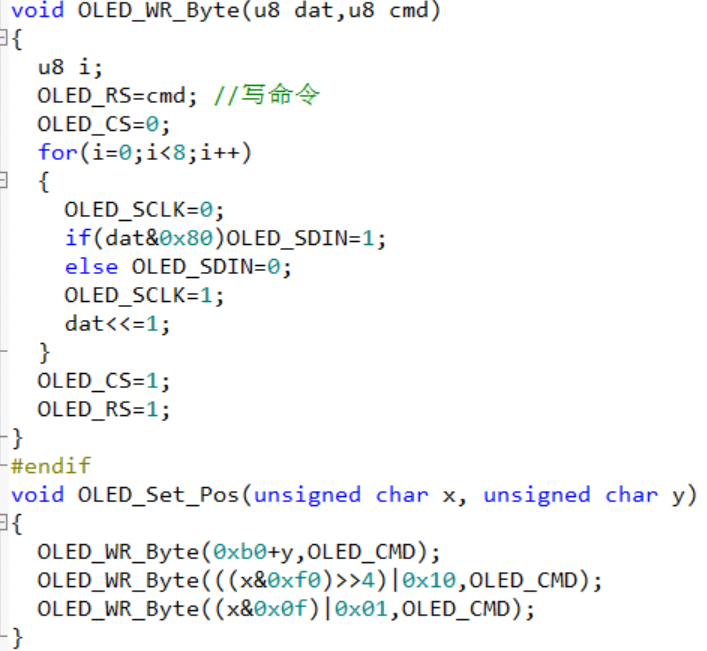 void OLED_WR_Byte(u8 dat,u8 cmd)
{
u8 i;
OLED_RS=cmd; //写命令
OLED_CS=0;
for(i=0;i<8;i++)
{
OLED_SCLK=0;
if(dat&0x80)OLED_SDIN=1;
else OLED_SDIN=0;
OLED_SCLK=1;
dat<<=1;
}
OLED_CS=1;
OLED_RS=1;
}
#endif
void OLED_Set_Pos(unsigned char x, unsigned char y)
{
OLED_WR_Byte(0xb0+y,OLED_CMD);
OLED_WR_Byte(((x&0xf0)>>4)|0x10,OLED_CMD);
OLED_WR_Byte((x&0x0f)|0x01,OLED_CMD);
}